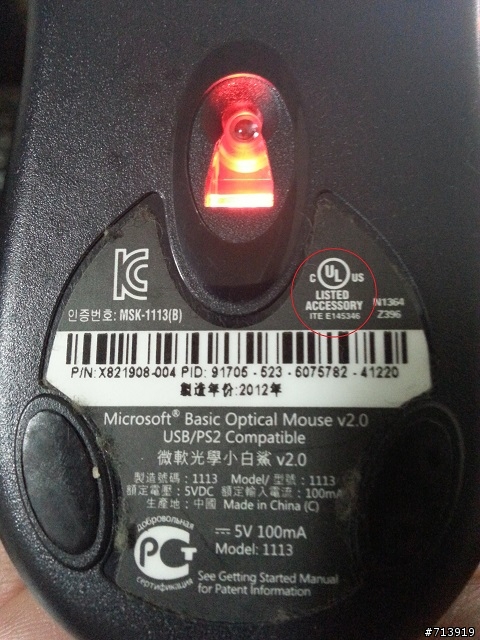 C UL US
LISTED
ACCESSORY
ITE E145346
N1364
Z396
인증번호: MSK-1113(B)
P/N:X821908-004 PID: 91705 - 523 - 6075782 - 41220
製造年份:2012年
Microsoft® Basic Optical Mouse v2.0
USB/PS2 Compatible
微軟光學小白鯊 v2.0
製造號碼：1113 Model/ 型號：1113
額定電壓：5VDC 額定輸入電流：100mA
生產地：中國 Made in China (C)
добровольная
РСТ
сертификация
5V 100mA
Model: 1113
See Getting Started Manual
for Patent Information
#713919